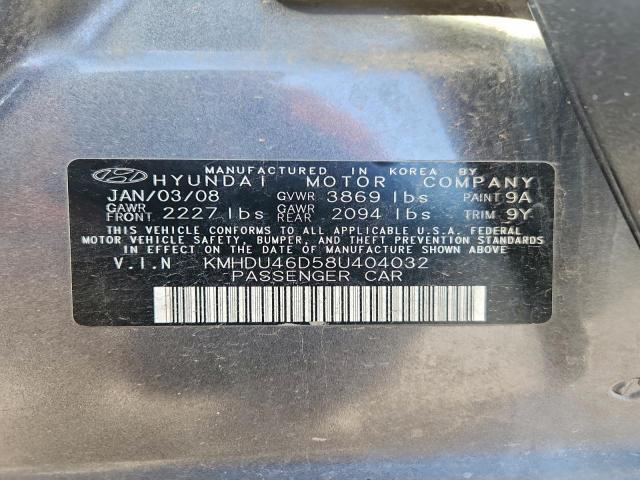 MANUFACTURED IN KOREA BY
HYUNDAI MOTOR COMPANY
JAN/03/08 GVWR 3869 lbs PAINT 9A
GAWR FRONT 2227 lbs GAWR REAR 2094 lbs TRIM 9Y
THIS VEHICLE CONFORMS TO ALL APPLICABLE U.S.A. FEDERAL
MOTOR VEHICLE SAFETY, BUMPER, AND THEFT PREVENTION STANDARDS
IN EFFECT ON THE DATE OF MANUFACTURE SHOWN ABOVE.
V.I.N KMHDU46D58U404032
PASSENGER CAR